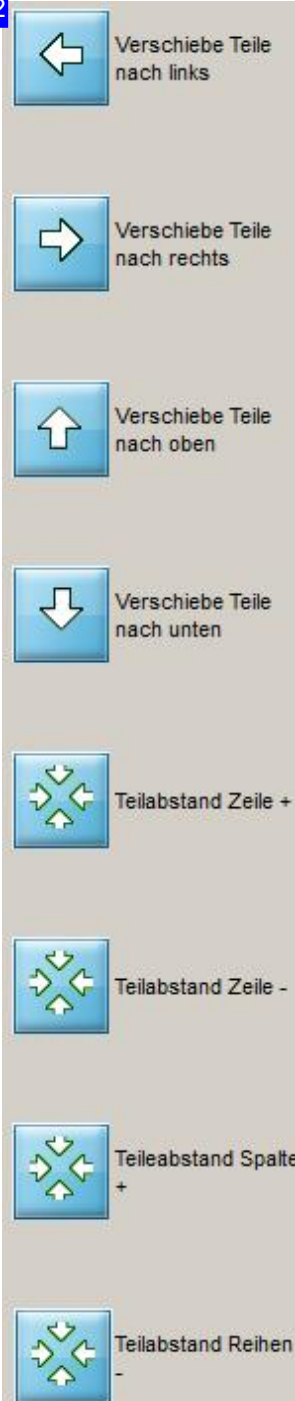 2
Verschiebe Teile
nach links
Verschiebe Teile
nach rechts
Verschiebe Teile
nach oben
Verschiebe Teile
nach unten
Teilabstand Zeile +
Teilabstand Zeile -
Teileabstand Spalte
+
Teilabstand Reihen
-